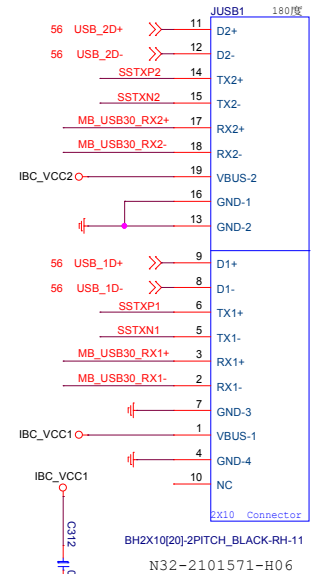 JUSB1 180度
56 USB_2D+ 11 D2+
56 USB_2D- 12 D2-
SSTXP2 14 TX2+
SSTXN2 15 TX2-
MB_USB30_RX2+ 17 RX2+
MB_USB30_RX2- 18 RX2-
IBC_VCC2 19 VBUS-2
16 GND-1
13 GND-2
56 USB_1D+ 9 D1+
56 USB_1D- 8 D1-
SSTXP1 6 TX1+
SSTXN1 5 TX1-
MB_USB30_RX1+ 3 RX1+
MB_USB30_RX1- 2 RX1-
7 GND-3
IBC_VCC1 1 VBUS-1
4 GND-4
IBC_VCC1 10 NC
2X10 Connector
C312
BH2X10[20]-2PITCH_BLACK-RH-11
N32-2101571-H06